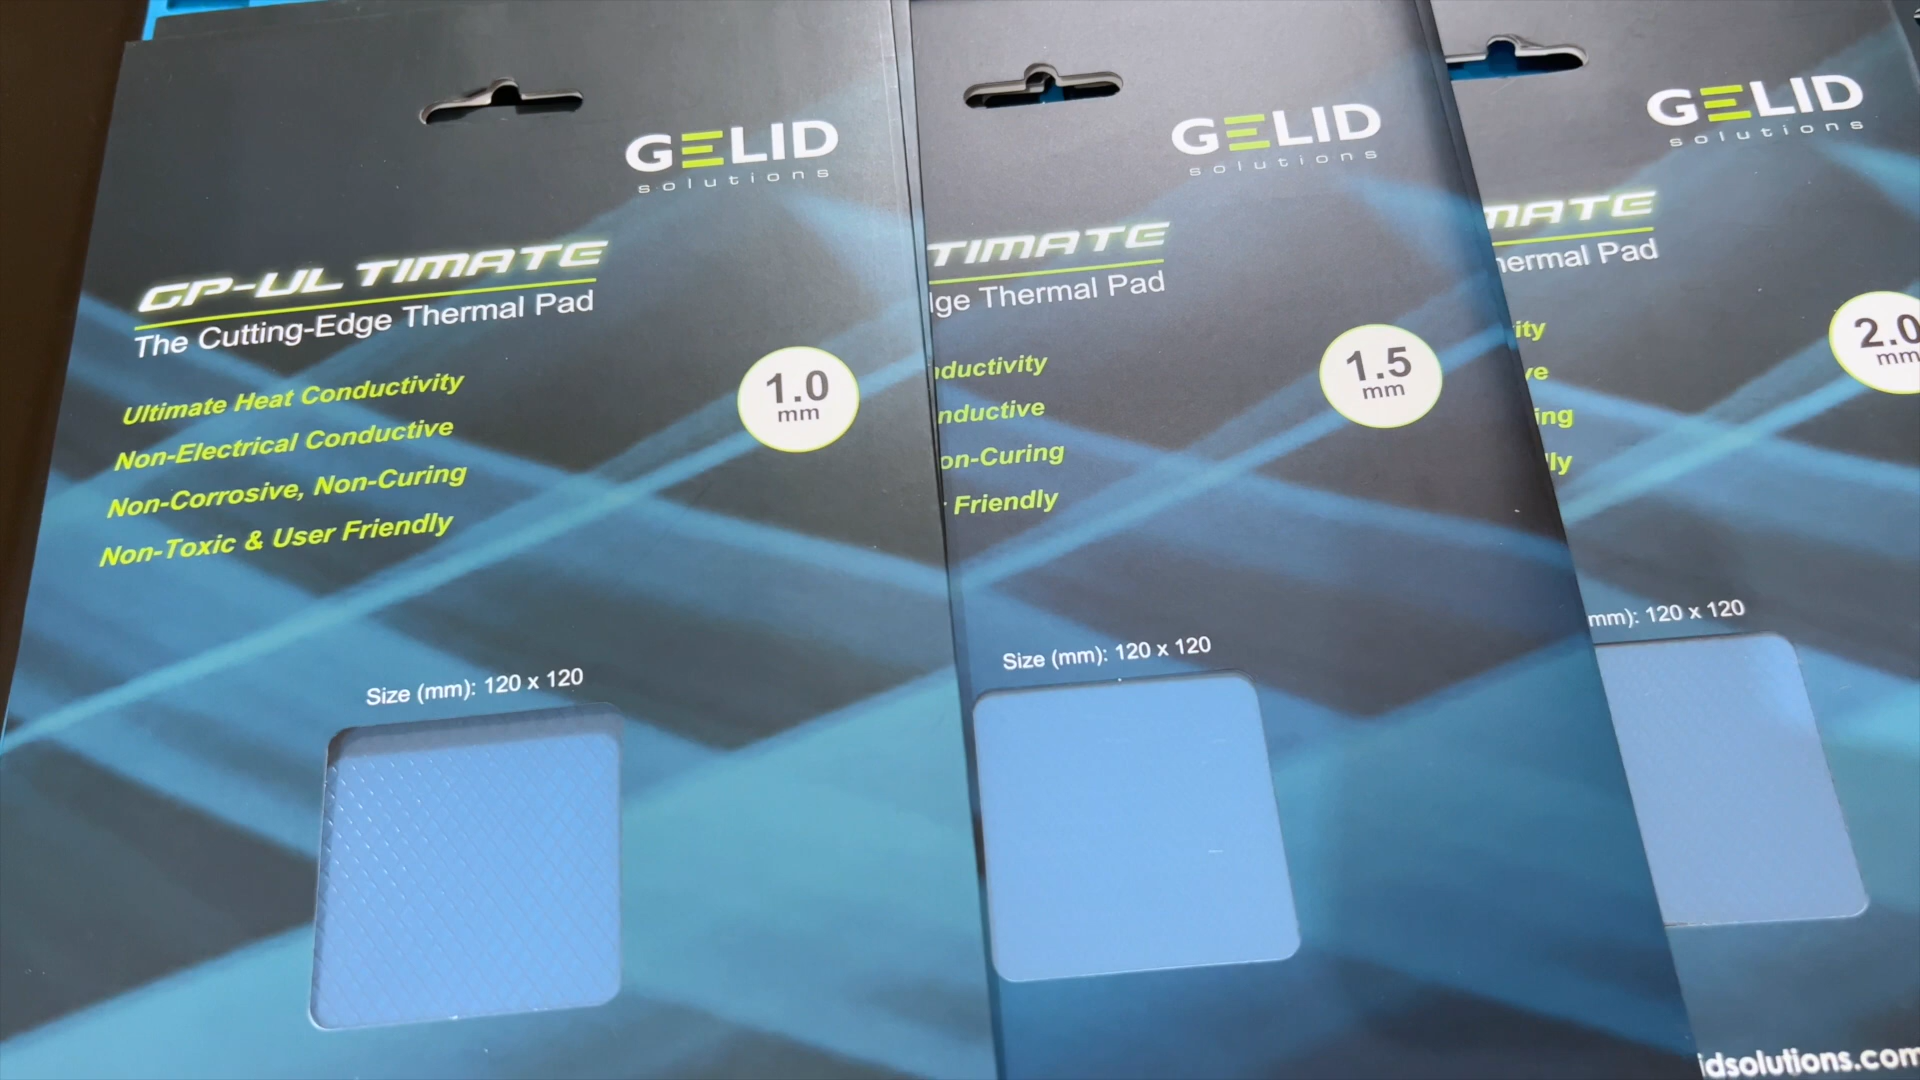 GELID
solutions
GP-ULTIMATE
The Cutting-Edge Thermal Pad
Ultimate Heat Conductivity
Non-Electrical Conductive
Non-Corrosive, Non-Curing
Non-Toxic & User Friendly
1.0
mm
Size (mm): 120 x 120
GELID
solutions
TIMATE
dge Thermal Pad
nductivity
nductive
on-Curing
Friendly
1.5
mm
Size (mm): 120 x 120
GELID
solutions
MATE
hermal Pad
ity
ve
ing
lly
2.0
mm
mm): 120 x 120
idsolutions.com